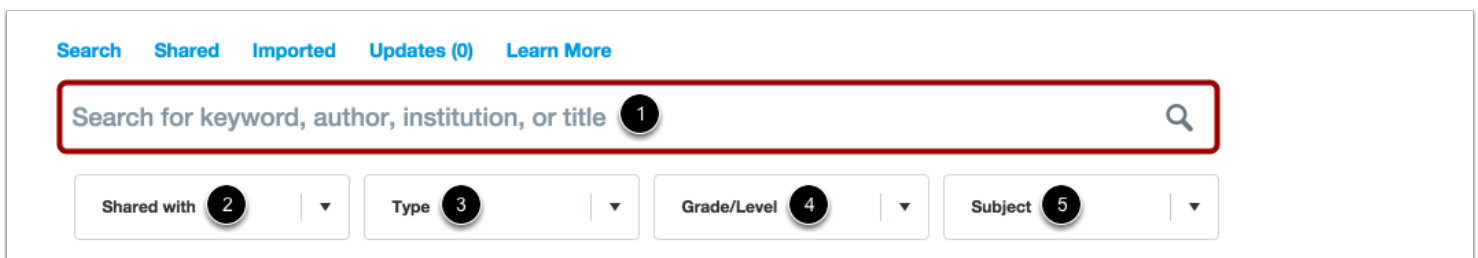 Search Shared Imported Updates (0) Learn More
Search for keyword, author, institution, or title 1
Shared with 2 Type 3 Grade/Level 4 Subject 5